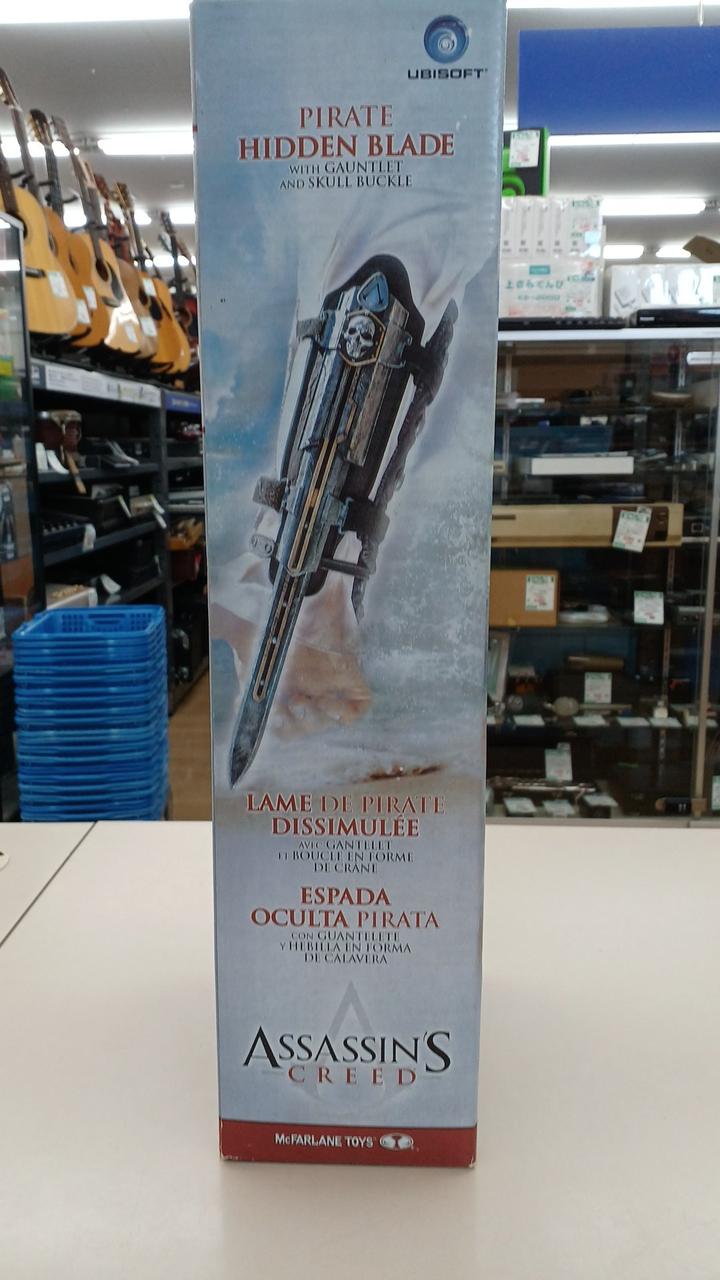 UBISOFT
PIRATE
HIDDEN BLADE
WITH GAUNTLET
AND SKULL BUCKLE
LAME DE PIRATE
DISSIMULÉE
AVEC GANTELET
ET BOUCLE EN FORME
DE CRANE
ESPADA
OCULTA PIRATA
CON GUANTELETE
Y HEBILLA EN FORMA
DE CALAVERA
ASSASSIN'S
CREED
McFARLANE TOYS